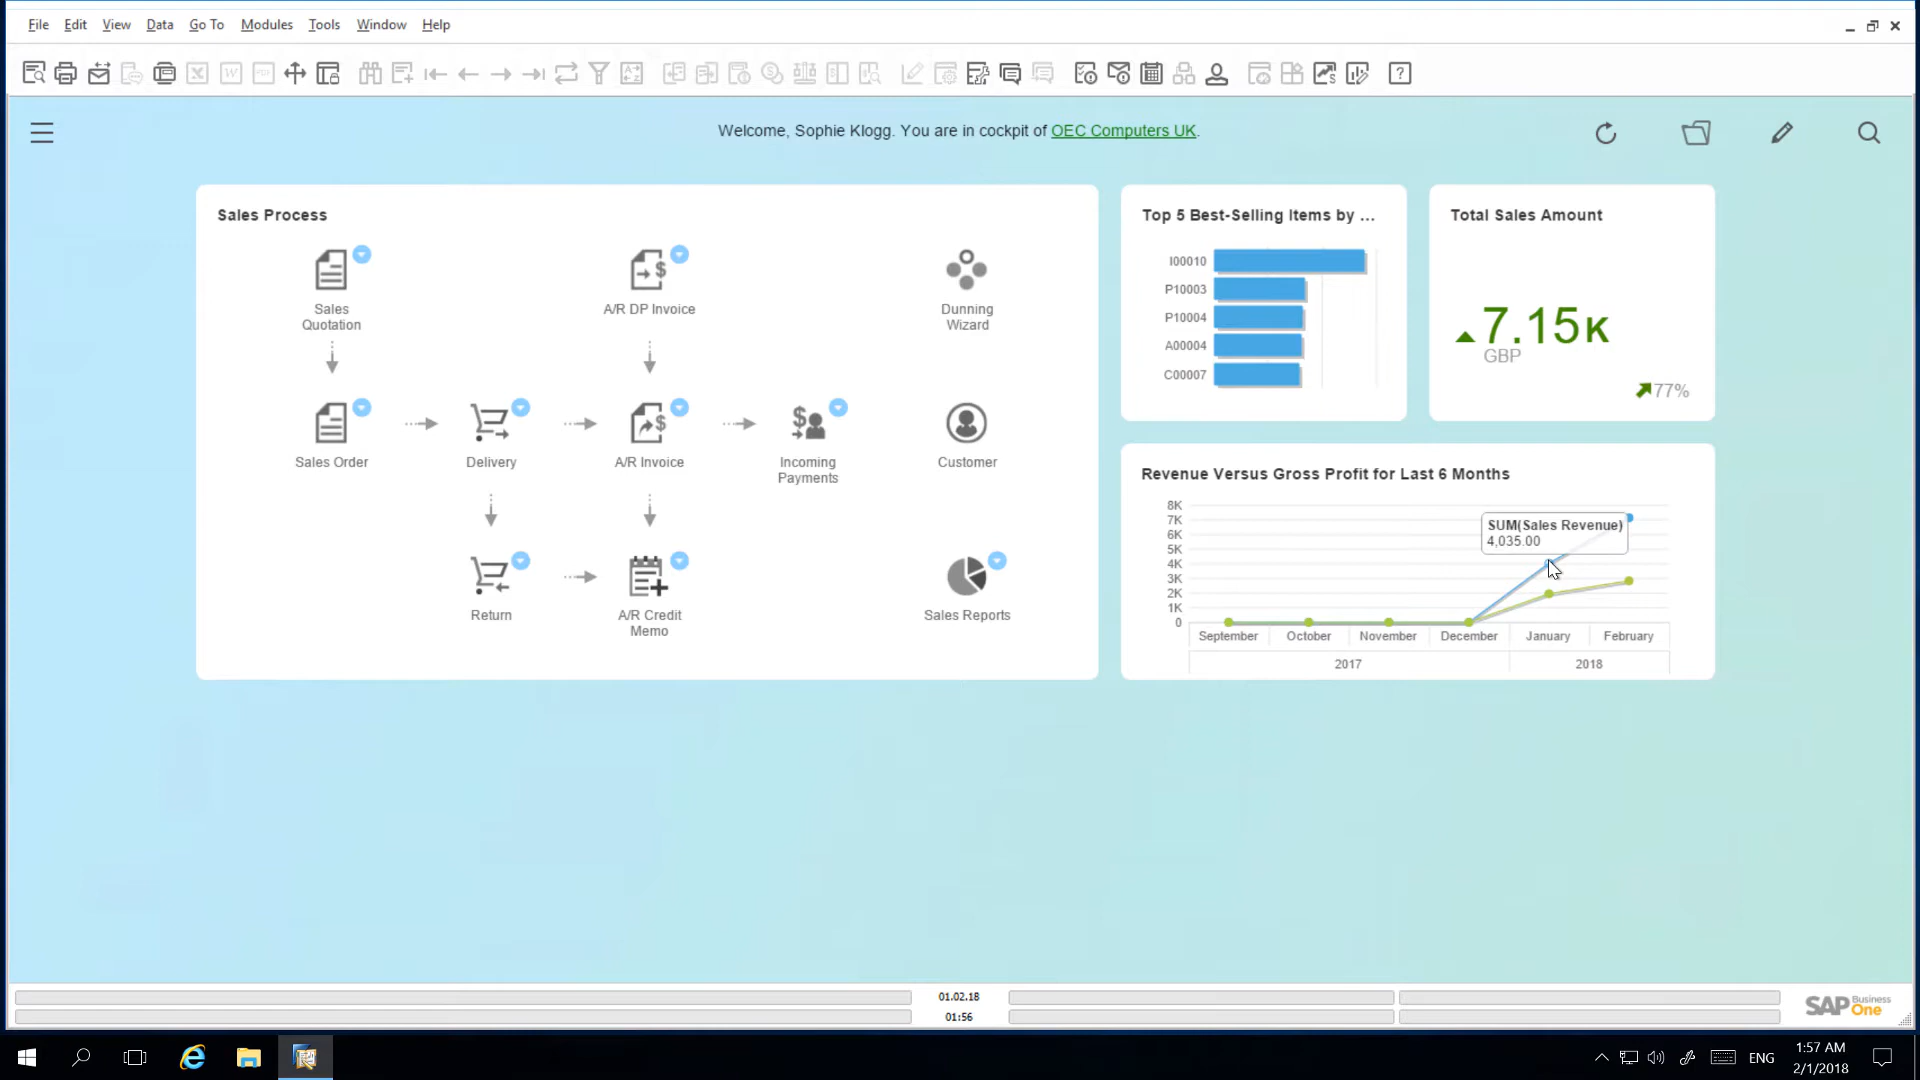 File Edit View Data Go To Modules Tools Window Help
Welcome, Sophie Klogg. You are in cockpit of OEC Computers UK.
Sales Process
Sales
Quotation
A/R DP Invoice
Dunning
Wizard
Sales Order
Delivery
A/R Invoice
Incoming
Payments
Customer
Return
A/R Credit
Memo
Sales Reports
Top 5 Best-Selling Items by ...
I00010
P10003
P10004
A00004
C00007
Total Sales Amount
7.15K
GBP
77%
Revenue Versus Gross Profit for Last 6 Months
8K
7K
6K
5K
4K
3K
2K
1K
0
SUM(Sales Revenue)
4,035.00
September October November December January February
2017 2018
01.02.18
01:56
SAP Business One
ENG
1:57 AM
2/1/2018